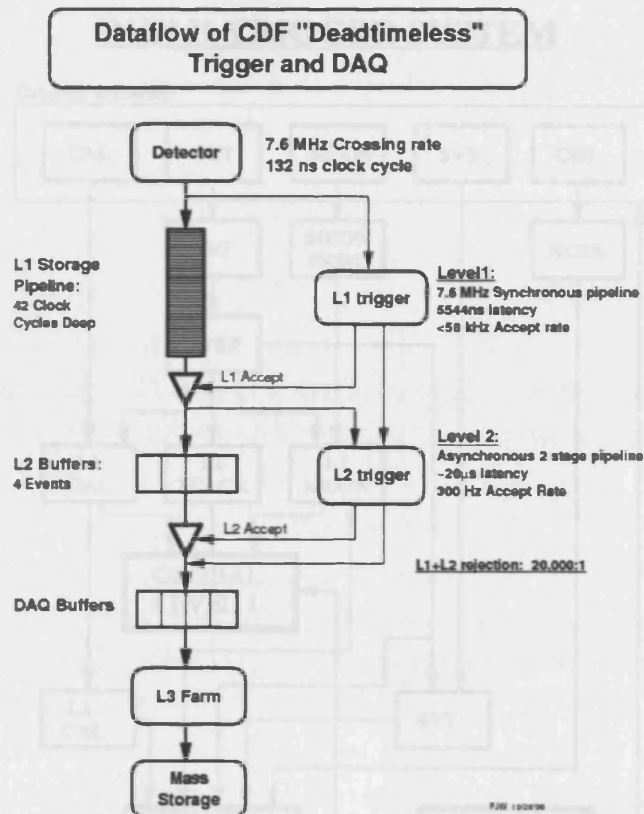 Dataflow of CDF "Deadtimeless"
Trigger and DAQ
Detector
7.6 MHz Crossing rate
132 ns clock cycle
L1 Storage
Pipeline:
42 Clock
Cycles Deep
L1 trigger
Level1:
7.6 MHz Synchronous pipeline
5544ns latency
<50 kHz Accept rate
L1 Accept
L2 Buffers:
4 Events
L2 trigger
Level 2:
Asynchronous 2 stage pipeline
~20µs latency
300 Hz Accept Rate
L2 Accept
L1+L2 rejection: 20,000:1
DAQ Buffers
L3 Farm
Mass
Storage